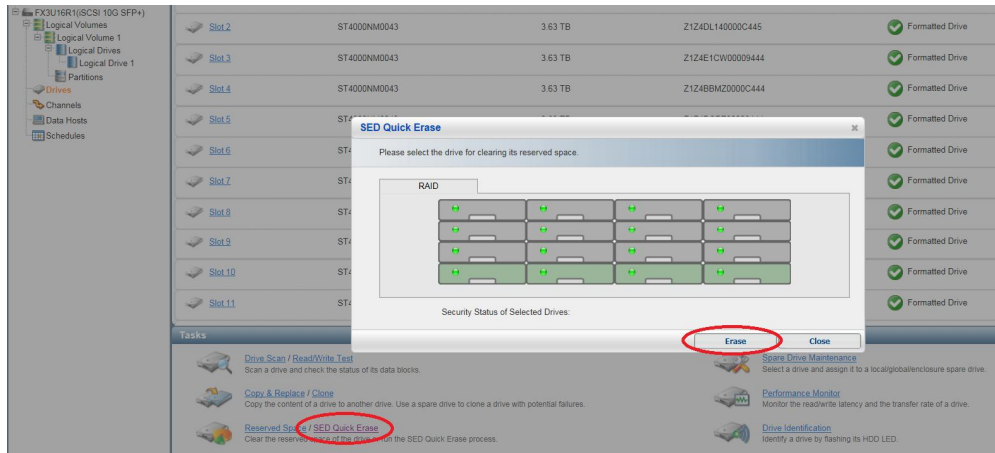 FX3U16R1(iSCSI 10G SFP+)
Logical Volumes
Logical Volume 1
Logical Drives
Logical Drive 1
Partitions
Drives
Channels
Data Hosts
Schedules
Slot 2 ST4000NM0043 3.63 TB Z1Z4DL140000C445 Formatted Drive
Slot 3 ST4000NM0043 3.63 TB Z1Z4E1CW00009444 Formatted Drive
Slot 4 ST4000NM0043 3.63 TB Z1Z4BBMZ0000C444 Formatted Drive
Slot 5 Formatted Drive
Slot 6 Formatted Drive
Slot 7 Formatted Drive
Slot 8 Formatted Drive
Slot 9 Formatted Drive
Slot 10 Formatted Drive
Slot 11 Formatted Drive
SED Quick Erase
Please select the drive for clearing its reserved space.
RAID
Security Status of Selected Drives:
Erase Close
Tasks
Drive Scan / Read/Write Test
Scan a drive and check the status of its data blocks.
Copy & Replace / Clone
Copy the content of a drive to another drive. Use a spare drive to clone a drive with potential failures.
Reserved Space / SED Quick Erase
Clear the reserved space of the drive or run the SED Quick Erase process.
Spare Drive Maintenance
Select a drive and assign it to a local/global/enclosure spare drive.
Performance Monitor
Monitor the read/write latency and the transfer rate of a drive.
Drive Identification
Identify a drive by flashing its HDD LED.